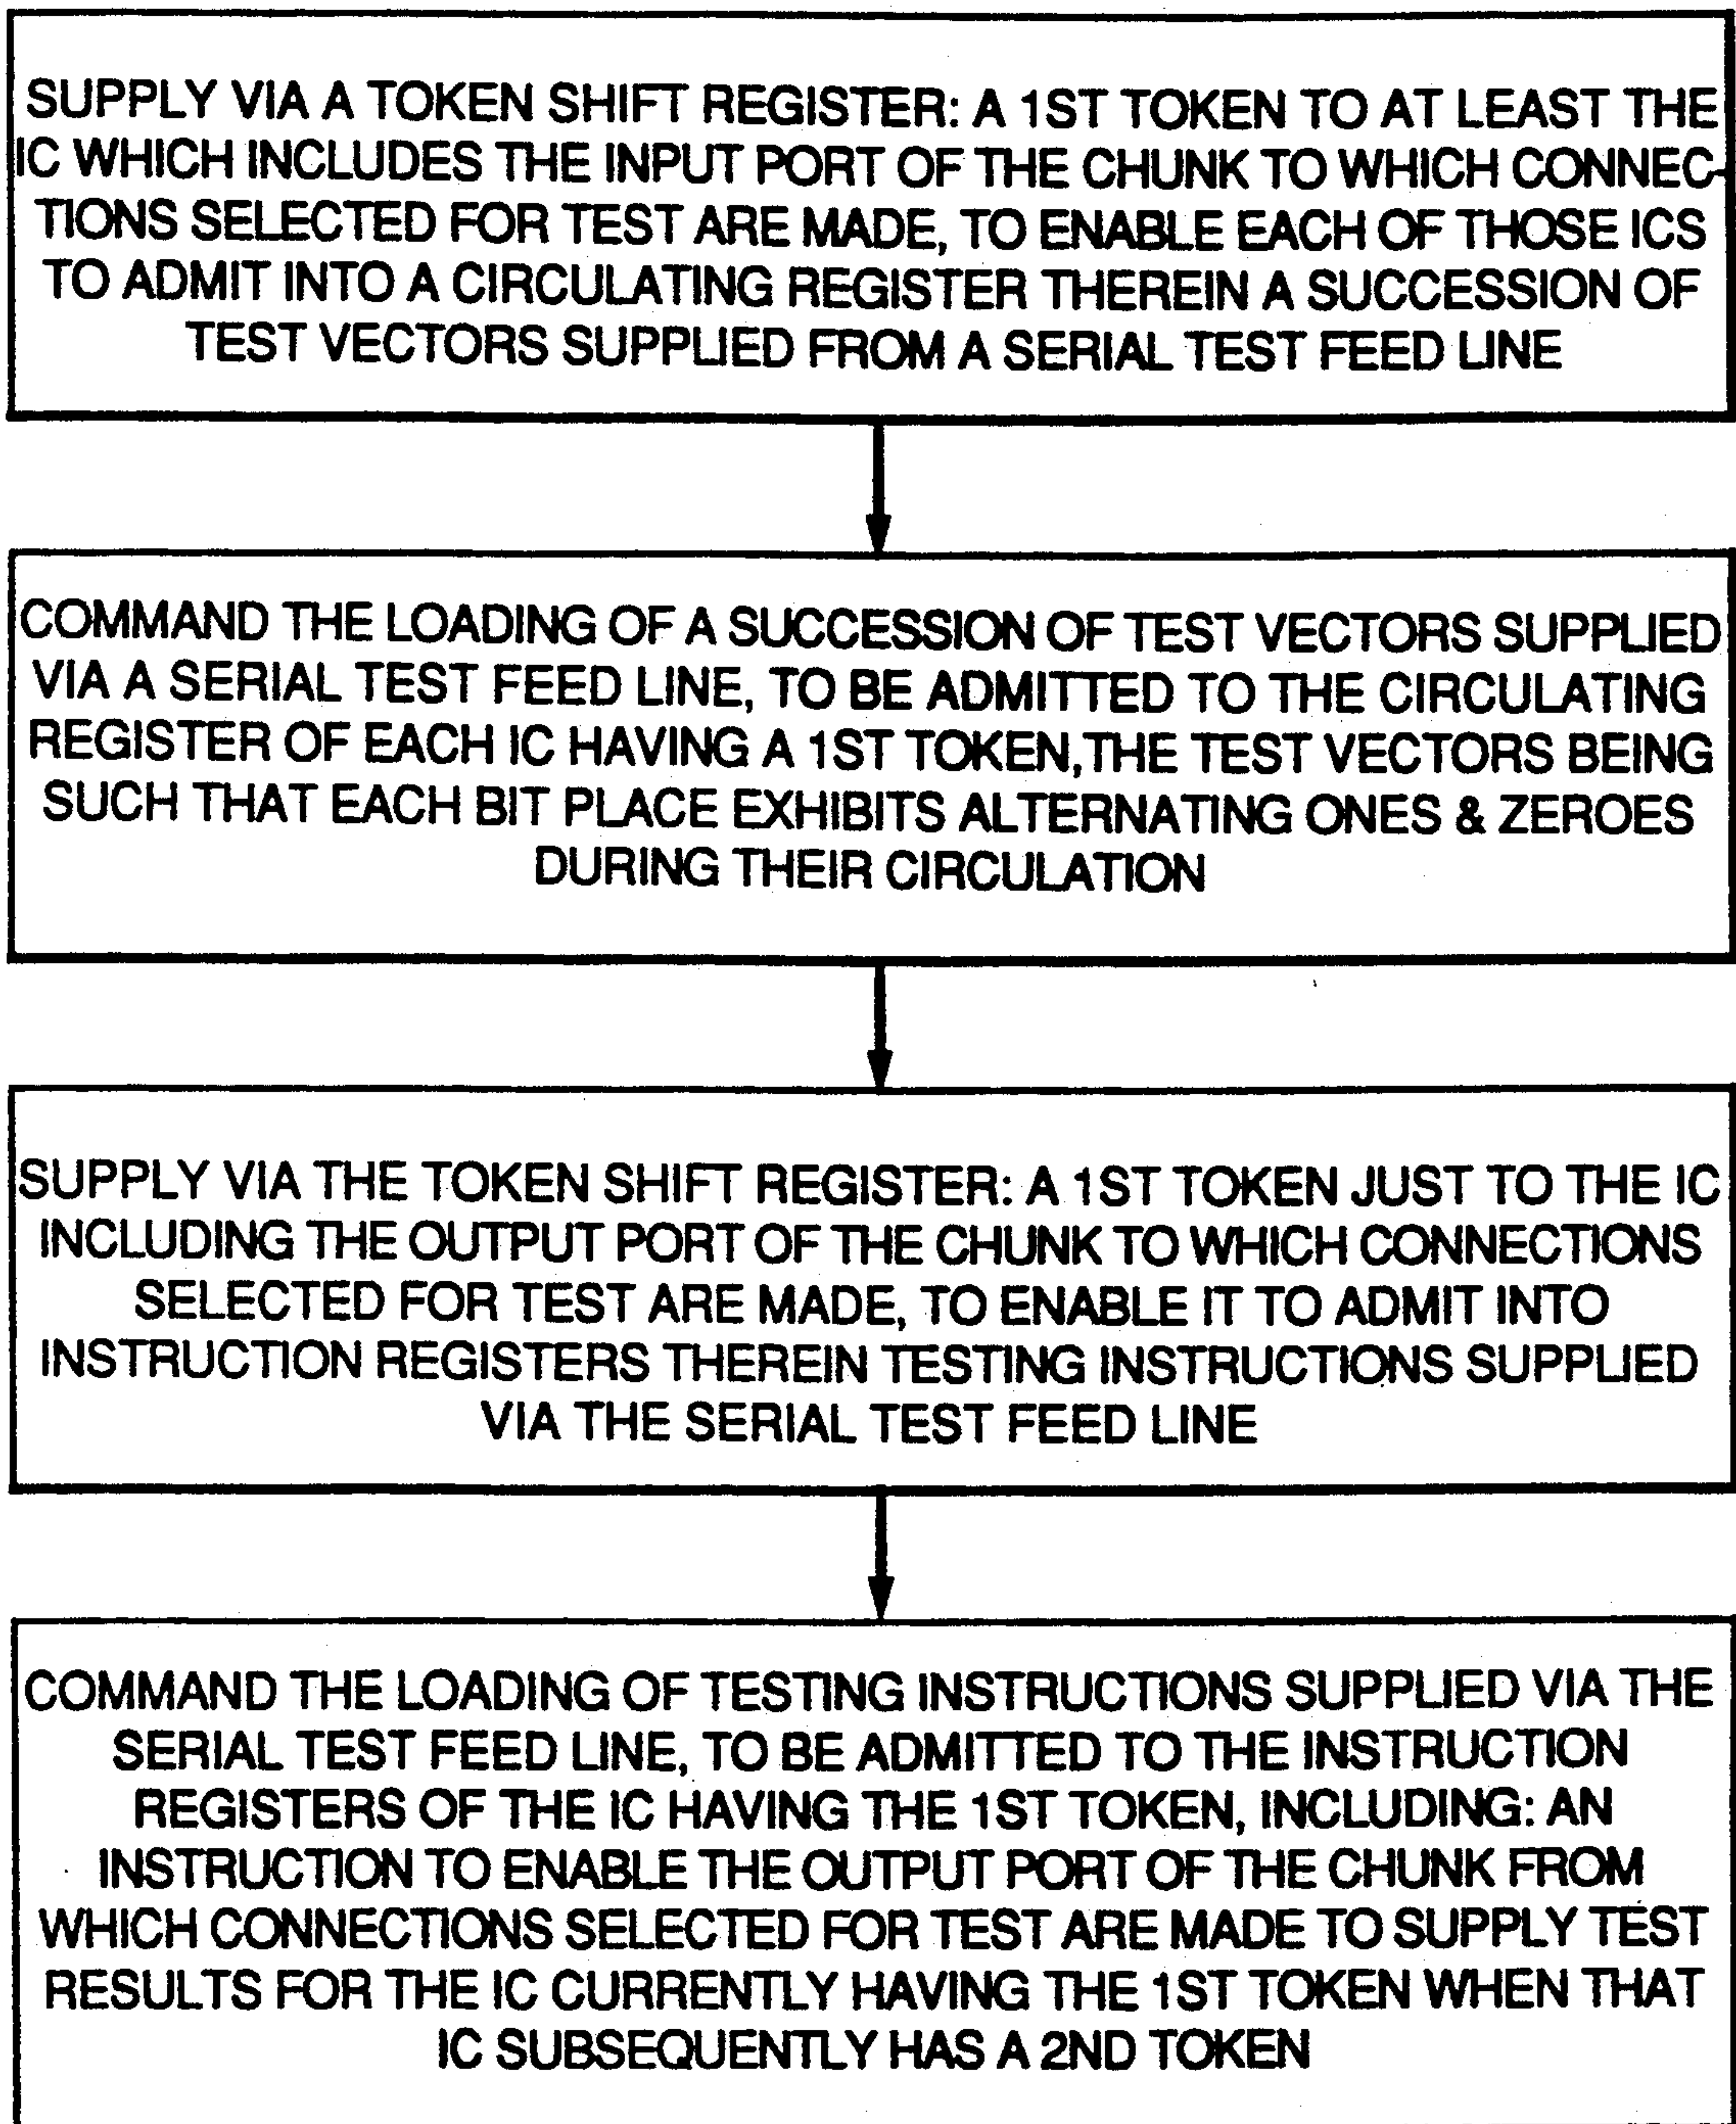 SUPPLY VIA A TOKEN SHIFT REGISTER: A 1ST TOKEN TO AT LEAST THE
IC WHICH INCLUDES THE INPUT PORT OF THE CHUNK TO WHICH CONNEC-
TIONS SELECTED FOR TEST ARE MADE, TO ENABLE EACH OF THOSE ICS
TO ADMIT INTO A CIRCULATING REGISTER THEREIN A SUCCESSION OF
TEST VECTORS SUPPLIED FROM A SERIAL TEST FEED LINE
COMMAND THE LOADING OF A SUCCESSION OF TEST VECTORS SUPPLIED
VIA A SERIAL TEST FEED LINE, TO BE ADMITTED TO THE CIRCULATING
REGISTER OF EACH IC HAVING A 1ST TOKEN,THE TEST VECTORS BEING
SUCH THAT EACH BIT PLACE EXHIBITS ALTERNATING ONES & ZEROES
DURING THEIR CIRCULATION
SUPPLY VIA THE TOKEN SHIFT REGISTER: A 1ST TOKEN JUST TO THE IC
INCLUDING THE OUTPUT PORT OF THE CHUNK TO WHICH CONNECTIONS
SELECTED FOR TEST ARE MADE, TO ENABLE IT TO ADMIT INTO
INSTRUCTION REGISTERS THEREIN TESTING INSTRUCTIONS SUPPLIED
VIA THE SERIAL TEST FEED LINE
COMMAND THE LOADING OF TESTING INSTRUCTIONS SUPPLIED VIA THE
SERIAL TEST FEED LINE, TO BE ADMITTED TO THE INSTRUCTION
REGISTERS OF THE IC HAVING THE 1ST TOKEN, INCLUDING: AN
INSTRUCTION TO ENABLE THE OUTPUT PORT OF THE CHUNK FROM
WHICH CONNECTIONS SELECTED FOR TEST ARE MADE TO SUPPLY TEST
RESULTS FOR THE IC CURRENTLY HAVING THE 1ST TOKEN WHEN THAT
IC SUBSEQUENTLY HAS A 2ND TOKEN